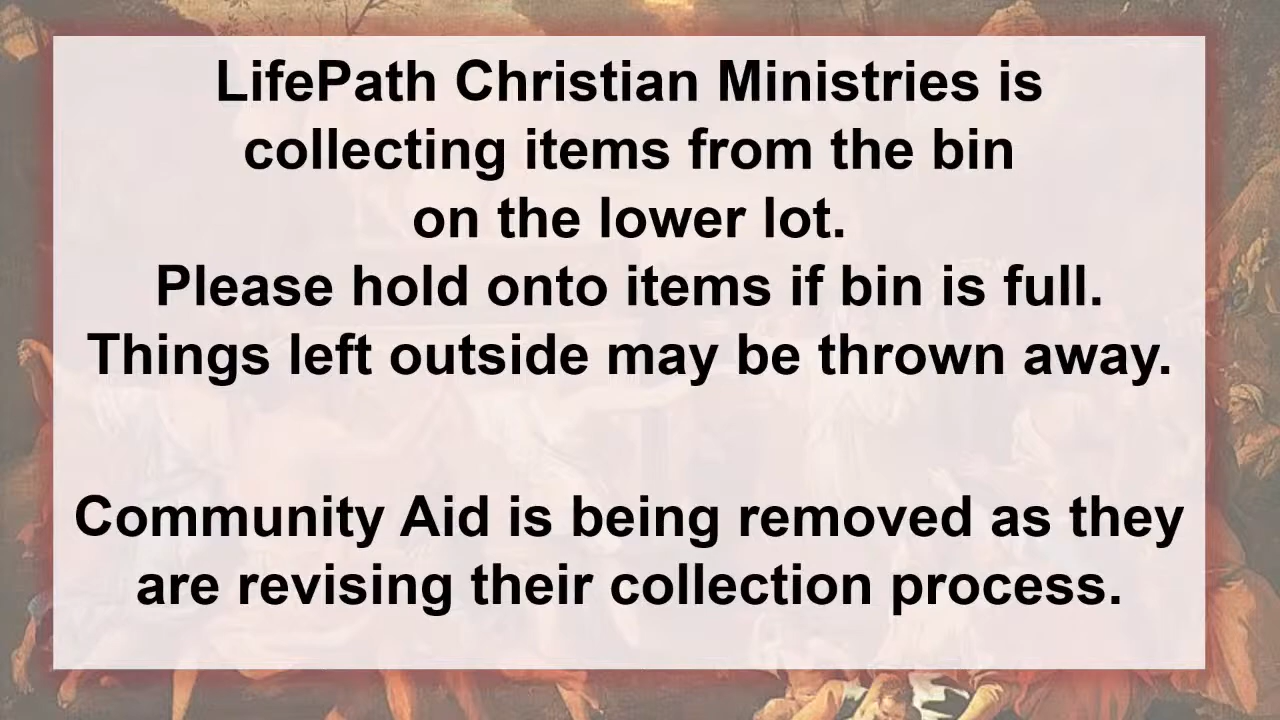 LifePath Christian Ministries is
collecting items from the bin
on the lower lot.
Please hold onto items if bin is full.
Things left outside may be thrown away.
Community Aid is being removed as they
are revising their collection process.